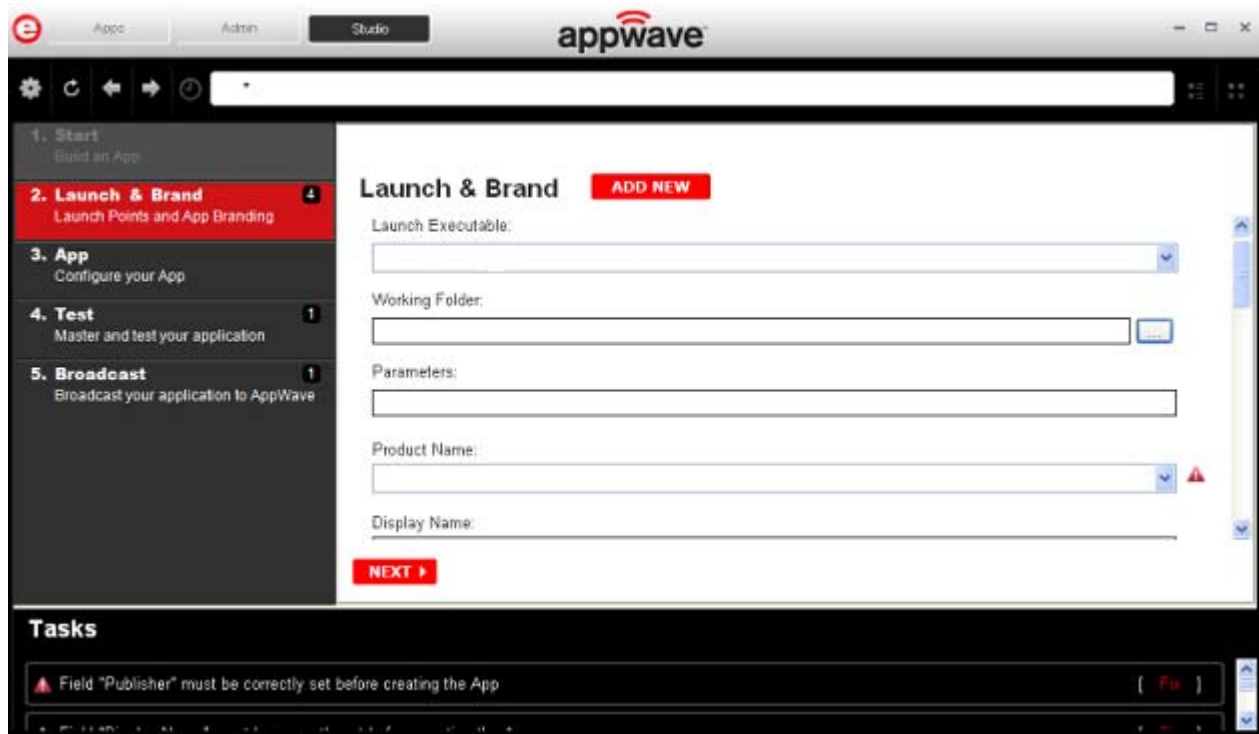 Apps
Admin
Studio
appwave
*
1. Start
Build an App
2. Launch & Brand 4
Launch Points and App Branding
3. App
Configure your App
4. Test 1
Master and test your application
5. Broadcast 1
Broadcast your application to AppWave
Launch & Brand
ADD NEW
Launch Executable:
Working Folder:
...
Parameters:
Product Name:
Display Name:
NEXT
Tasks
Field "Publisher" must be correctly set before creating the App
[ Fix ]